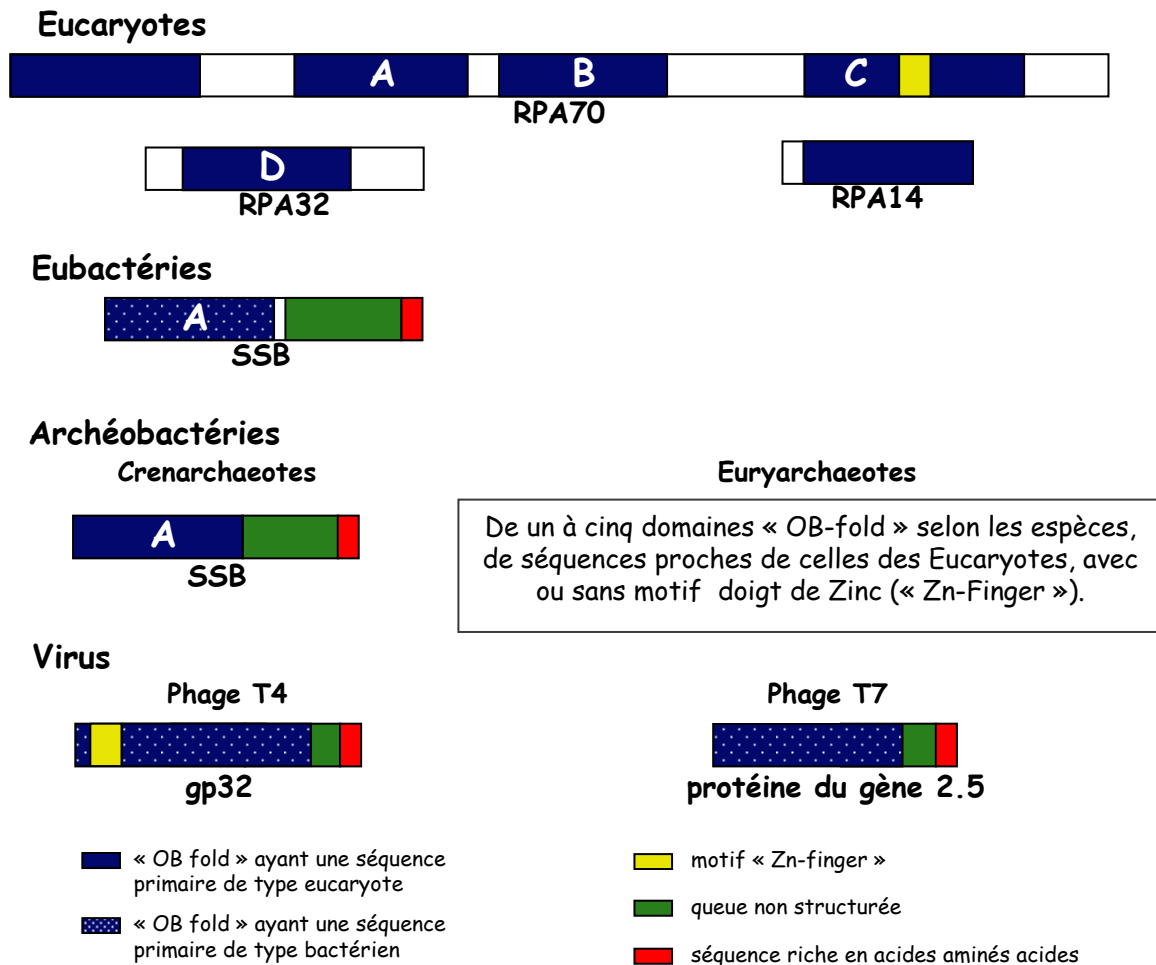 Eucaryotes
A
B
C
RPA70
D
RPA32
RPA14
Eubactéries
A
SSB
Archéobactéries
Crenarchaeotes
Euryarchaeotes
A
SSB
De un à cinq domaines « OB-fold » selon les espèces,
de séquences proches de celles des Eucaryotes, avec
ou sans motif doigt de Zinc (« Zn-Finger »).
Virus
Phage T4
Phage T7
gp32
protéine du gène 2.5
« OB fold » ayant une séquence
primaire de type eucaryote
« OB fold » ayant une séquence
primaire de type bactérien
motif « Zn-finger »
queue non structurée
séquence riche en acides aminés acides